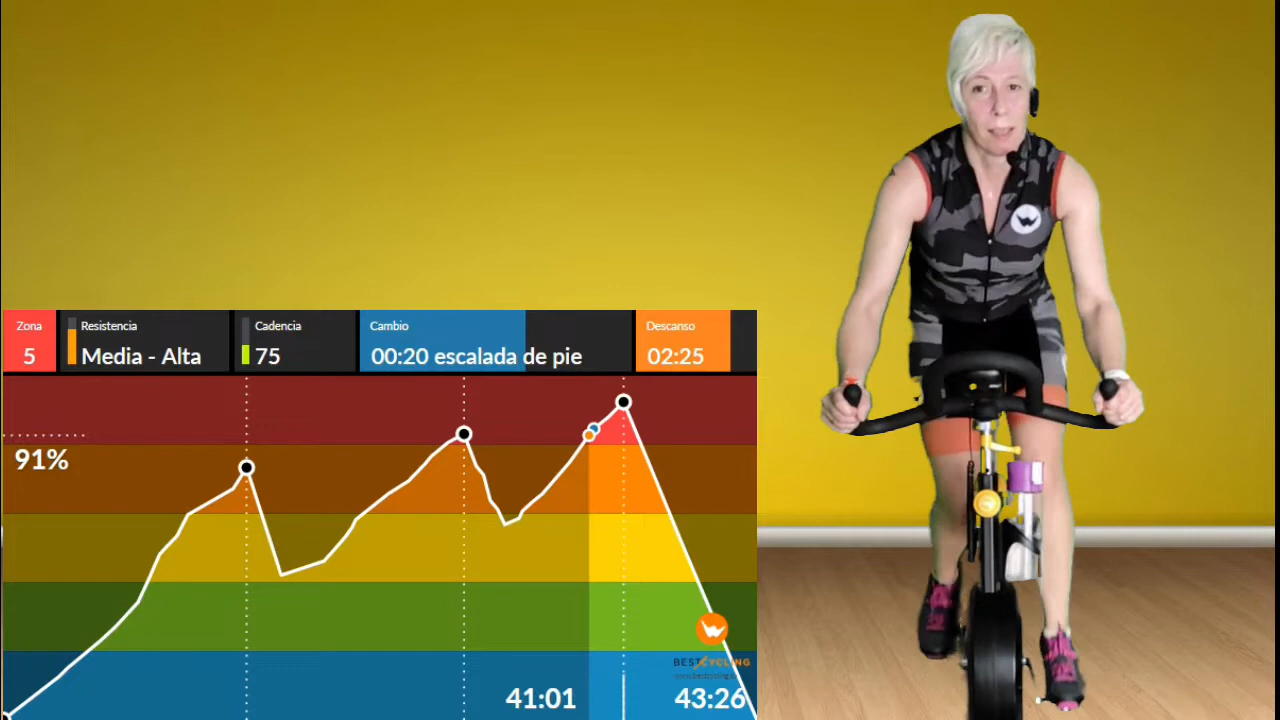 Zona
5
Resistencia
Media - Alta
Cadencia
75
Cambio
00:20 escalada de pie
Descanso
02:25
91%
BESTCYCLING
41:01
43:26